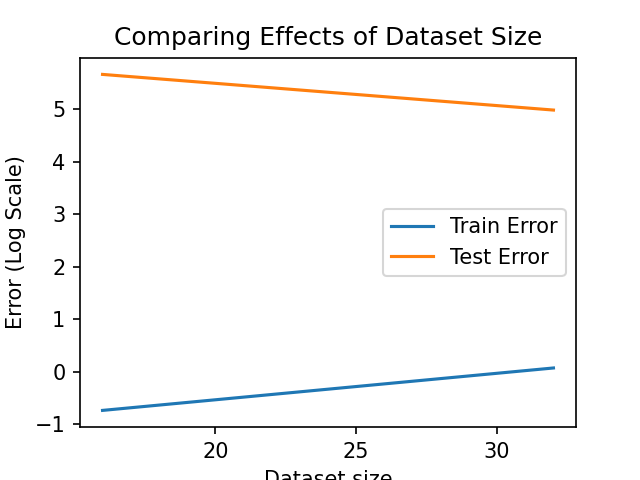 Comparing Effects of Dataset Size
Error (Log Scale)
5
4
3
2
1
0
−1
Train Error
Test Error
20 25 30
Dataset size